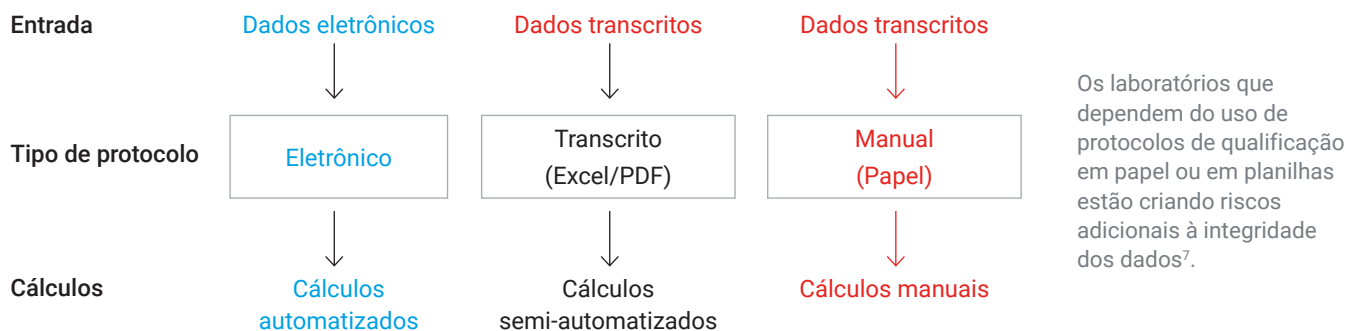 Entrada
Dados eletrônicos
Dados transcritos
Dados transcritos
Tipo de protocolo
Eletrônico
Transcrito
(Excel/PDF)
Manual
(Papel)
Cálculos
Cálculos
automatizados
Cálculos
semi-automatizados
Cálculos manuais
Os laboratórios que
dependem do uso de
protocolos de qualificação
em papel ou em planilhas
estão criando riscos
adicionais à integridade
dos dados⁷.